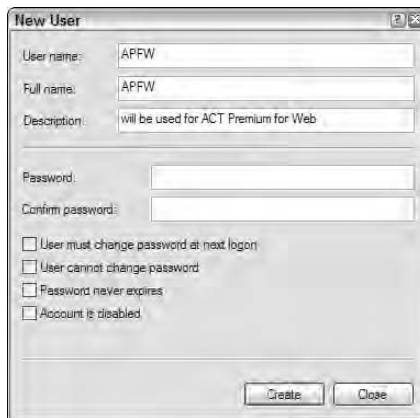 New User
User name: APFW
Full name: APFW
Description: will be used for ACT Premium for Web
Password:
Confirm password:
User must change password at next logon
User cannot change password
Password never expires
Account is disabled
Create Close